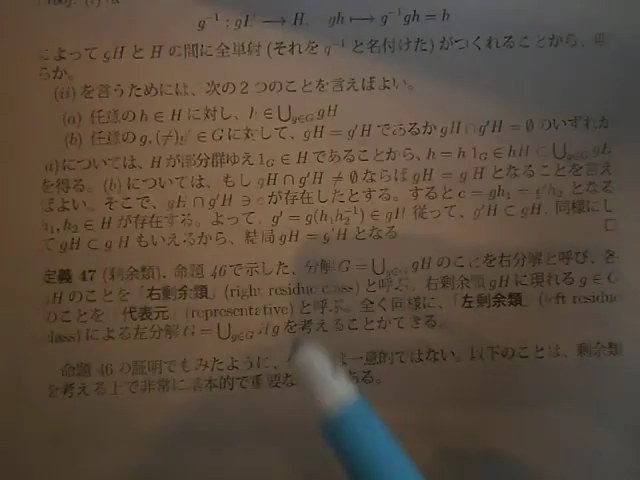 g⁻¹ : gH ⟶ H, gh ⟼ g⁻¹gh = h
によって gH と H の間に全単射 (それを g⁻¹ と名付けた) がつくれることから、明
らか。
(ii) を言うためには、次の2つのことを言えばよい。
(a) 任意の h ∈ H に対し、h ∈ ⋃_{g∈G} gH
(b) 任意の g, (≠)g' ∈ G に対して、gH = g'H であるか gH ∩ g'H = ∅ のいずれか
a) については、H が部分群ゆえ 1_G ∈ H であることから、h = h 1_G ∈ hH ⊂ ⋃_{g∈G} gH
を得る。(b) については、もし gH ∩ g'H ≠ ∅ ならば gH = g'H となることを言え
ばよい。そこで、gH ∩ g'H ∋ c が存在したとする。すると c = gh₁ = g'h₂ となる
h₁, h₂ ∈ H が存在する。よって、g' = g(h₁h₂⁻¹) ∈ gH 従って、g'H ⊂ gH. 同様にし
て gH ⊂ g'H もいえるから、結局 gH = g'H となる □
定義 47 (剰余類). 命題 46 で示した、分解 G = ⋃_{g∈G} gH のことを右分解と呼び、各
gH のことを「右剰余類」(right residue class) と呼ぶ。右剰余類 gH に現れる g ∈ G
のことを「代表元」(representative) と呼ぶ。全く同様に、「左剰余類」(left residue
class) による左分解 G = ⋃_{g∈G} Hg を考えることができる。
命題 46 の証明でもみたように、は一意的ではない。以下のことは、剰余類
を考える上で非常に基本的で重要な ある。